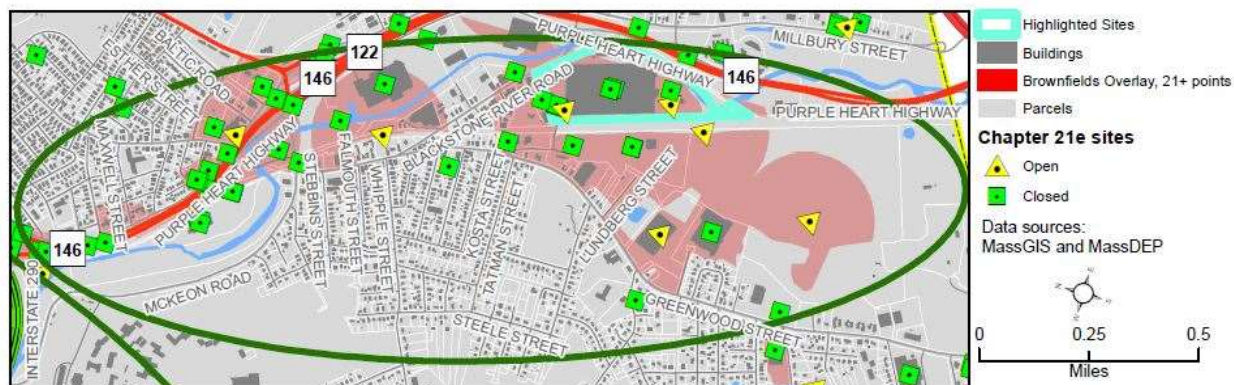 PURPLE HEART HIGHWAY
MILLBURY STREET
122
146
146
ESTHER STREET
BALTIC ROAD
BLACKSTONE RIVER ROAD
PURPLE HEART HIGHWAY
MAXWELL STREET
PURPLE HEART HIGHWAY
STEBBINS STREET
FALMOUTH STREET
WHIPPLE STREET
KOSTA STREET
TATMAN STREET
LUNDBERG STREET
146
INTERSTATE 290
MCKEON ROAD
STEELE STREET
GREENWOOD STREET
Highlighted Sites
Buildings
Brownfields Overlay, 21+ points
Parcels
Chapter 21e sites
Open
Closed
Data sources:
MassGIS and MassDEP
0 0.25 0.5
Miles